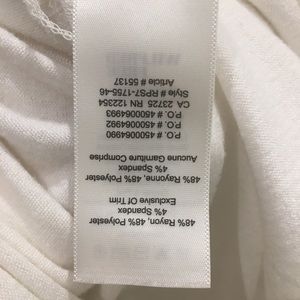 48% Rayon, 48% Polyester
4% Spandex
Exclusive Of Trim
48% Rayonne, 48% Polyester
4% Spandex
Aucune Garniture Comprise
P.O. # 4500064990
P.O. # 4500064992
P.O. # 4500064993
CA 23725 RN 122354
Style # RPS7-1755-46
Article # 55137